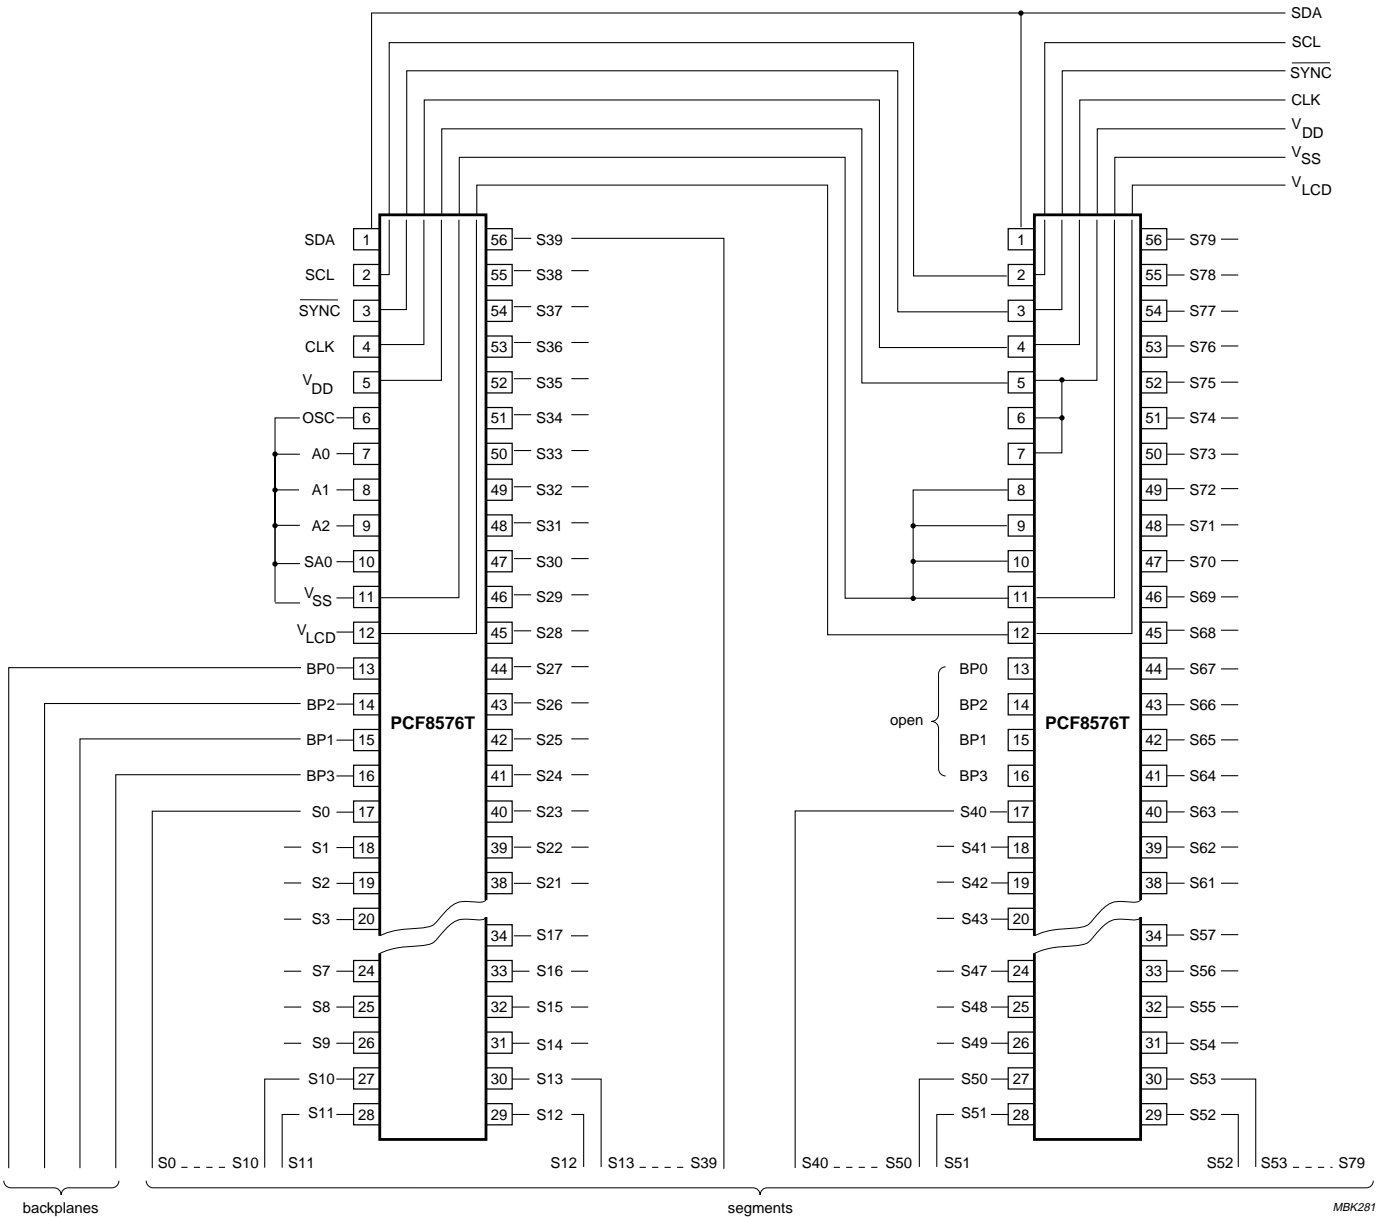 SDA
SCL
SYNC
CLK
VDD
VSS
VLCD
SDA 1 56 S39 1 56 S79
SCL 2 55 S38 2 55 S78
SYNC 3 54 S37 3 54 S77
CLK 4 53 S36 4 53 S76
VDD 5 52 S35 5 52 S75
OSC 6 51 S34 6 51 S74
A0 7 50 S33 7 50 S73
A1 8 49 S32 8 49 S72
A2 9 48 S31 9 48 S71
SA0 10 47 S30 10 47 S70
VSS 11 46 S29 11 46 S69
VLCD 12 45 S28 12 45 S68
BP0 13 44 S27 BP0 13 44 S67
BP2 14 43 S26 BP2 14 43 S66
PCF8576T open PCF8576T
BP1 15 42 S25 BP1 15 42 S65
BP3 16 41 S24 BP3 16 41 S64
S0 17 40 S23 S40 17 40 S63
S1 18 39 S22 S41 18 39 S62
S2 19 38 S21 S42 19 38 S61
S3 20 S43 20
34 S17 34 S57
S7 24 33 S16 S47 24 33 S56
S8 25 32 S15 S48 25 32 S55
S9 26 31 S14 S49 26 31 S54
S10 27 30 S13 S50 27 30 S53
S11 28 29 S12 S51 28 29 S52
S0 S10 S11 S12 S13 S39 S40 S50 S51 S52 S53 S79
backplanes segments MBK281